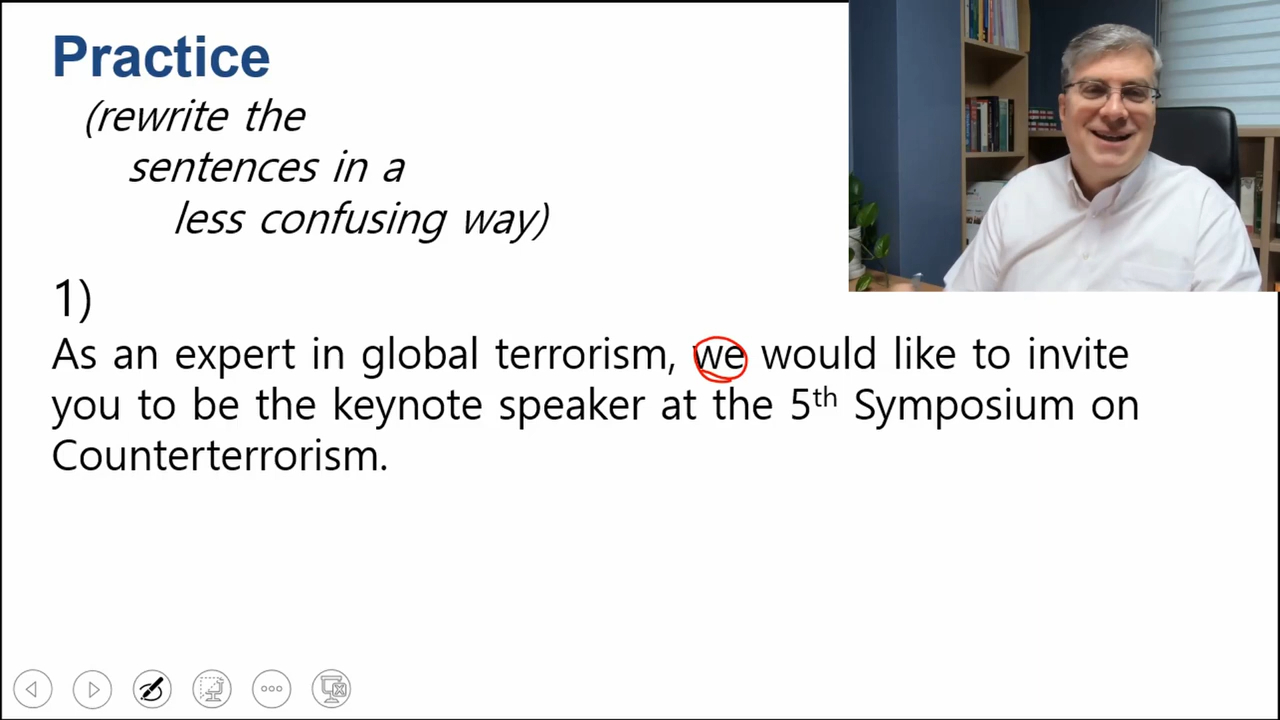 Practice
(rewrite the
sentences in a
less confusing way)
1)
As an expert in global terrorism, we would like to invite
you to be the keynote speaker at the 5th Symposium on
Counterterrorism.